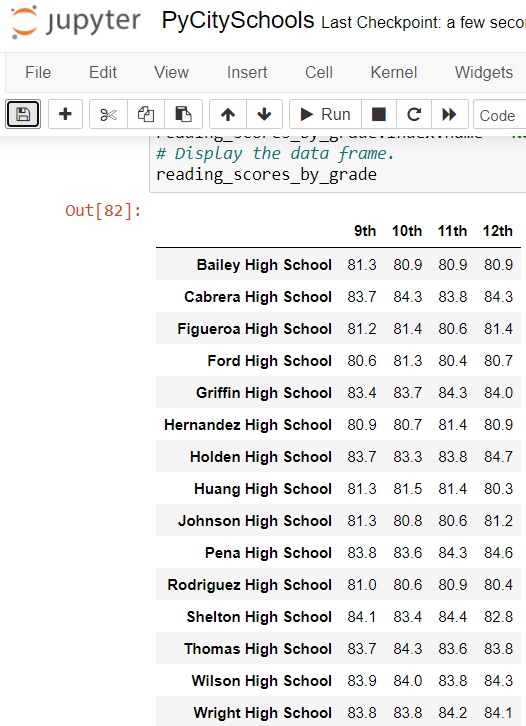 jupyter PyCitySchools Last Checkpoint: a few seco
File Edit View Insert Cell Kernel Widgets
Run Code
reading_scores_by_grade.index.name =
# Display the data frame.
reading_scores_by_grade
Out[82]:
9th 10th 11th 12th
Bailey High School 81.3 80.9 80.9 80.9
Cabrera High School 83.7 84.3 83.8 84.3
Figueroa High School 81.2 81.4 80.6 81.4
Ford High School 80.6 81.3 80.4 80.7
Griffin High School 83.4 83.7 84.3 84.0
Hernandez High School 80.9 80.7 81.4 80.9
Holden High School 83.7 83.3 83.8 84.7
Huang High School 81.3 81.5 81.4 80.3
Johnson High School 81.3 80.8 80.6 81.2
Pena High School 83.8 83.6 84.3 84.6
Rodriguez High School 81.0 80.6 80.9 80.4
Shelton High School 84.1 83.4 84.4 82.8
Thomas High School 83.7 84.3 83.6 83.8
Wilson High School 83.9 84.0 83.8 84.3
Wright High School 83.8 83.8 84.2 84.1